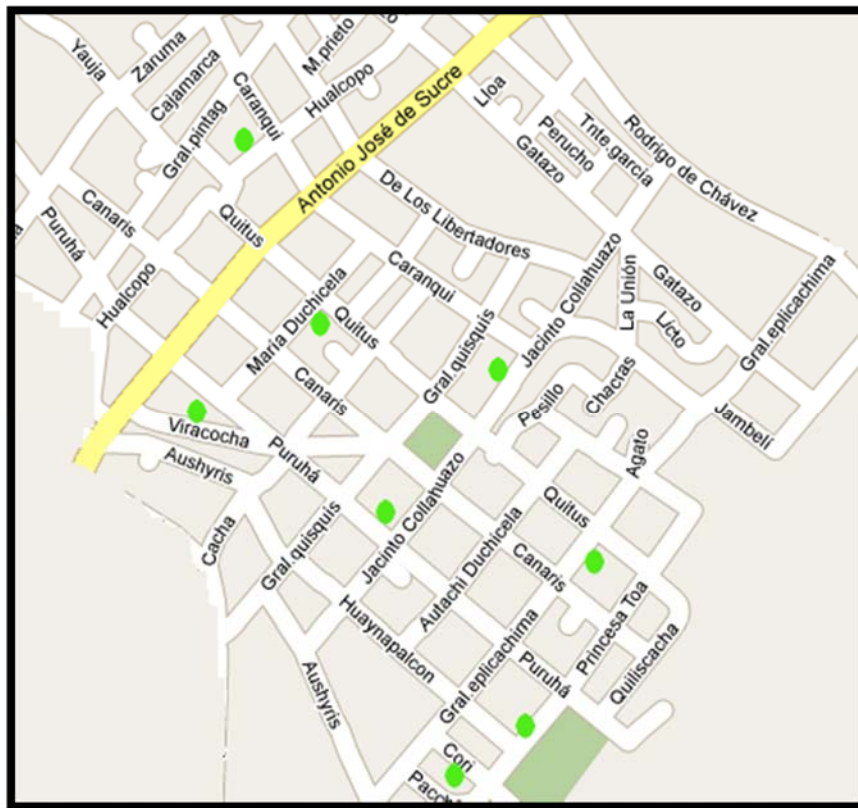 Yauja
Zaruma
Cajamarca
M.prieto
Caranqui
Hualcopo
Gral.pintag
Antonio José de Sucre
Lloa
Perucho
Gatazo
Tnte.garcía
Rodrigo de Chávez
Canaris
Puruhá
Hualcopo
Quitus
De Los Libertadores
Caranqui
Maria Duchicela
Quitus
Gral.quisquis
Jacinto Collahuazo
La Unión
Gatazo
Licto
Gral.eplicachima
Canaris
Pesillo
Chacras
Jambelí
Viracocha
Aushyris
Puruhá
Agato
Cacha
Gral.quisquis
Jacinto Collahuazo
Quitus
Autachi Duchicela
Canaris
Huaynapalcon
Gral.eplicachima
Puruhá
Princesa Toa
Quiliscacha
Aushyris
Cori